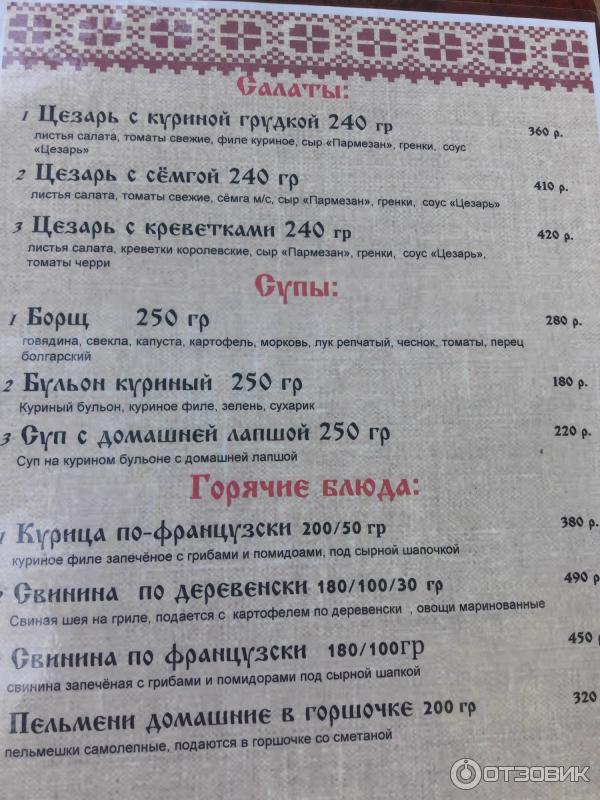 Салаты:
1 Цезарь с куриной грудкой 240 гр 360 р.
листья салата, томаты свежие, филе куриное, сыр «Пармезан», гренки, соус
«Цезарь»
2 Цезарь с сёмгой 240 гр 410 р.
листья салата, томаты свежие, сёмга м/с, сыр «Пармезан», гренки, соус «Цезарь»
3 Цезарь с креветками 240 гр 420 р.
листья салата, креветки королевские, сыр «Пармезан», гренки, соус «Цезарь»,
томаты черри
Супы:
1 Борщ 250 гр 280 р.
говядина, свекла, капуста, картофель, морковь, лук репчатый, чеснок, томаты, перец
болгарский
2 Бульон куриный 250 гр 180 р.
Куриный бульон, куриное филе, зелень, сухарик
3 Суп с домашней лапшой 250 гр 220 р.
Суп на курином бульоне с домашней лапшой
Горячие блюда:
Курица по-французски 200/50 гр 380 р.
куриное филе запечёное с грибами и помидоами, под сырной шапочкой
Свинина по деревенски 180/100/30 гр 490 р
Свиная шея на гриле, подается с картофелем по деревенски , овощи маринованные
Свинина по французски 180/100гр 450
свинина запечёная с грибами и помидорами под сырной шапкой
Пельмени домашние в горшочке 200 гр 320
пельмешки самолепные, подаются в горшочке со сметаной
ОТЗОВИК